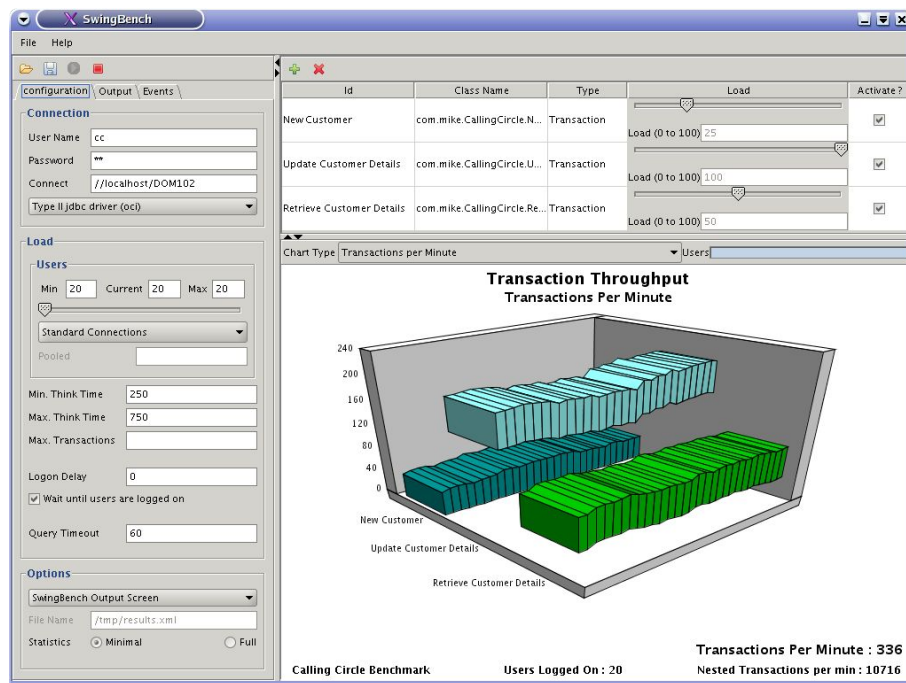 SwingBench
File Help
configuration Output Events
Connection
User Name cc
Password **
Connect //localhost/DOM102
Type II jdbc driver (oci)
Load
Users
Min 20 Current 20 Max 20
Standard Connections
Pooled
Min. Think Time 250
Max. Think Time 750
Max. Transactions
Logon Delay 0
Wait until users are logged on
Query Timeout 60
Options
SwingBench Output Screen
File Name /tmp/results.xml
Statistics Minimal Full
Id Class Name Type Load Activate ?
New Customer com.mike.CallingCircle.N... Transaction
Load (0 to 100) 25
Update Customer Details com.mike.CallingCircle.U... Transaction
Load (0 to 100) 100
Retrieve Customer Details com.mike.CallingCircle.Re... Transaction
Load (0 to 100) 50
Chart Type Transactions per Minute Users
Transaction Throughput
Transactions Per Minute
240
200
160
120
80
40
0
New Customer
Update Customer Details
Retrieve Customer Details
Transactions Per Minute : 336
Calling Circle Benchmark Users Logged On : 20 Nested Transactions per min : 10716